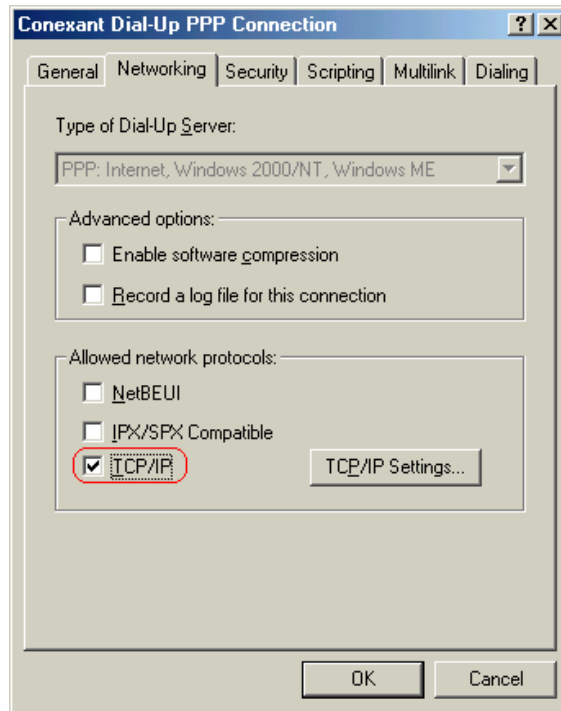 Conexant Dial-Up PPP Connection
General Networking Security Scripting Multilink Dialing
Type of Dial-Up Server:
PPP: Internet, Windows 2000/NT, Windows ME
Advanced options:
Enable software compression
Record a log file for this connection
Allowed network protocols:
NetBEUI
IPX/SPX Compatible
TCP/IP TCP/IP Settings...
OK Cancel